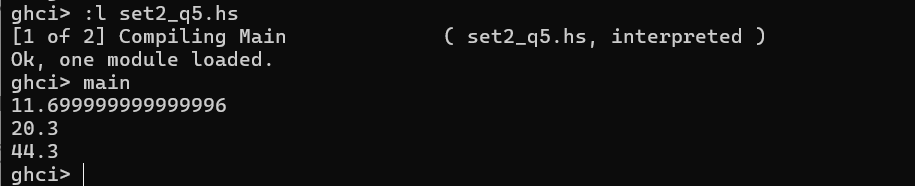 ghci> :l set2_q5.hs
[1 of 2] Compiling Main             ( set2_q5.hs, interpreted )
Ok, one module loaded.
ghci> main
11.699999999999996
20.3
44.3
ghci>